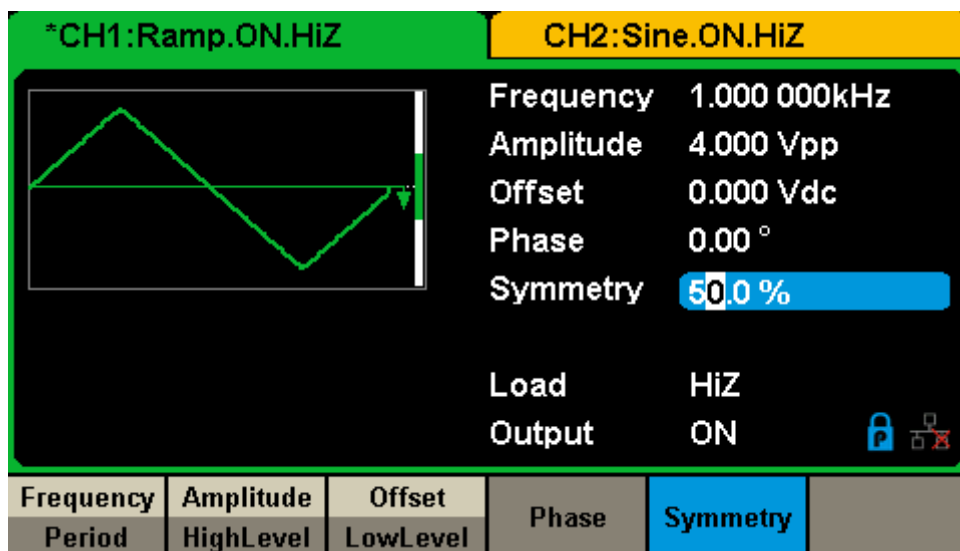 *CH1:Ramp.ON.HiZ
CH2:Sine.ON.HiZ
Frequency 1.000 000kHz
Amplitude 4.000 Vpp
Offset 0.000 Vdc
Phase 0.00 °
Symmetry 50.0 %
Load HiZ
Output ON
P
Frequency Amplitude Offset Phase Symmetry
Period HighLevel LowLevel